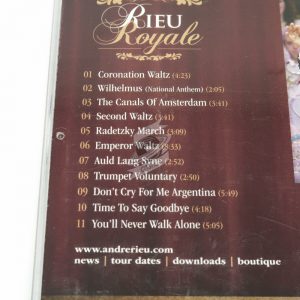 RIEU
Royale
01 Coronation Waltz (4:23)
02 Wilhelmus (National Anthem) (2:05)
03 The Canals Of Amsterdam (3:41)
04 Second Waltz (3:41)
05 Radetzky March (3:09)
06 Emperor Waltz (3:33)
07 Auld Lang Syne (2:52)
08 Trumpet Voluntary (2:50)
09 Don't Cry For Me Argentina (5:49)
10 Time To Say Goodbye (4:18)
11 You'll Never Walk Alone (5:05)
www.andrerieu.com
news | tour dates | downloads | boutique